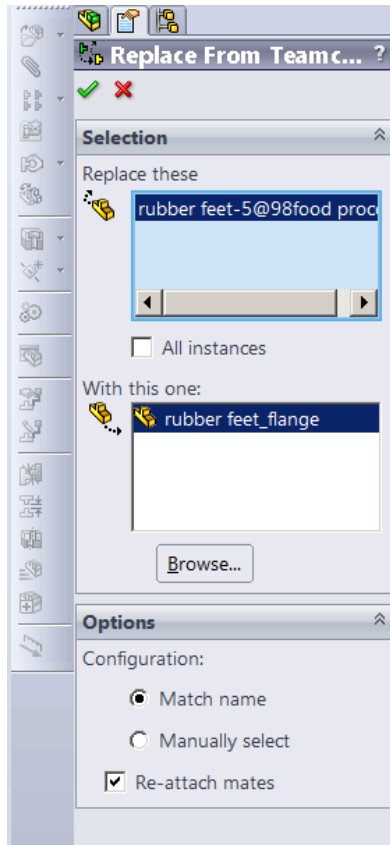 Replace From Teamc... ?
Selection
Replace these
rubber feet-5@98food proc
All instances
With this one:
rubber feet_flange
Browse...
Options
Configuration:
Match name
Manually select
Re-attach mates